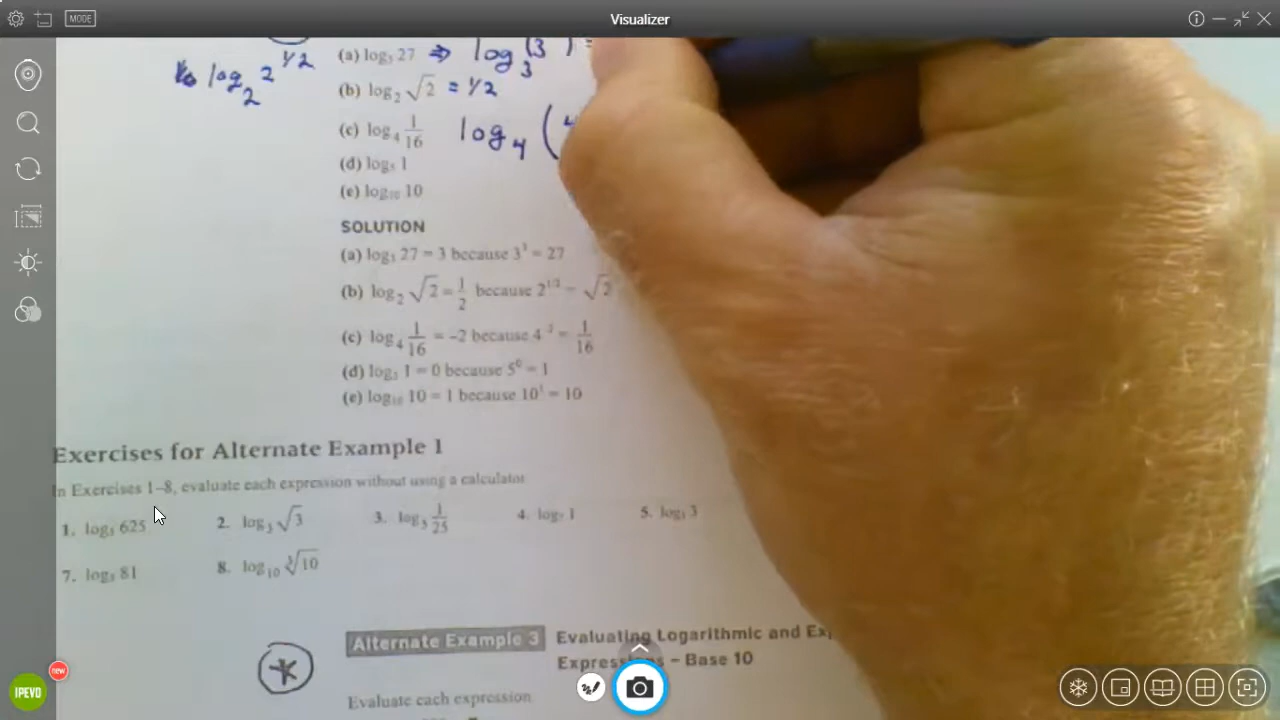 MODE
Visualizer
log₂ 2^1/2
(a) log₃ 27 ⇒ log₃ (3 ) =
(b) log₂ √2 = 1/2
(c) log₄ 1/16 log₄ (
(d) log₅ 1
(e) log₁₀ 10
SOLUTION
(a) log₃ 27 = 3 because 3³ = 27
(b) log₂ √2 = 1/2 because 2^1/2 = √2
(c) log₄ 1/16 = -2 because 4⁻² = 1/16
(d) log₅ 1 = 0 because 5⁰ = 1
(e) log₁₀ 10 = 1 because 10¹ = 10
Exercises for Alternate Example 1
In Exercises 1–8, evaluate each expression without using a calculator
1. log₅ 625 2. log₃ √3 3. log₅ 1/25 4. log₇ 1 5. log₃ 3
7. log₃ 81 8. log₁₀ ∛10
Alternate Example 3 Evaluating Logarithmic and
Expressions – Base 10
Evaluate each expression
new
IPEVO